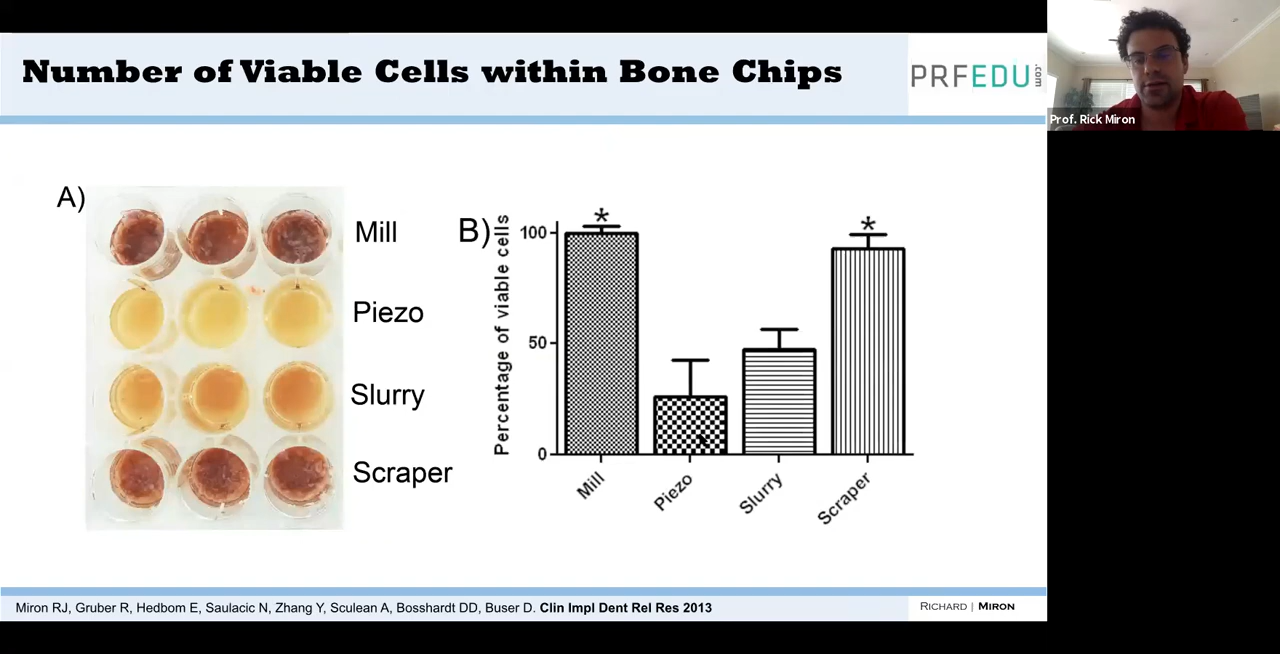 Number of Viable Cells within Bone Chips
PRFEDU.com
Prof. Rick Miron
A)
Mill
Piezo
Slurry
Scraper
B)
Percentage of viable cells
100
50
0
*
*
Mill
Piezo
Slurry
Scraper
Miron RJ, Gruber R, Hedbom E, Saulacic N, Zhang Y, Sculean A, Bosshardt DD, Buser D. Clin Impl Dent Rel Res 2013
RICHARD | MIRON